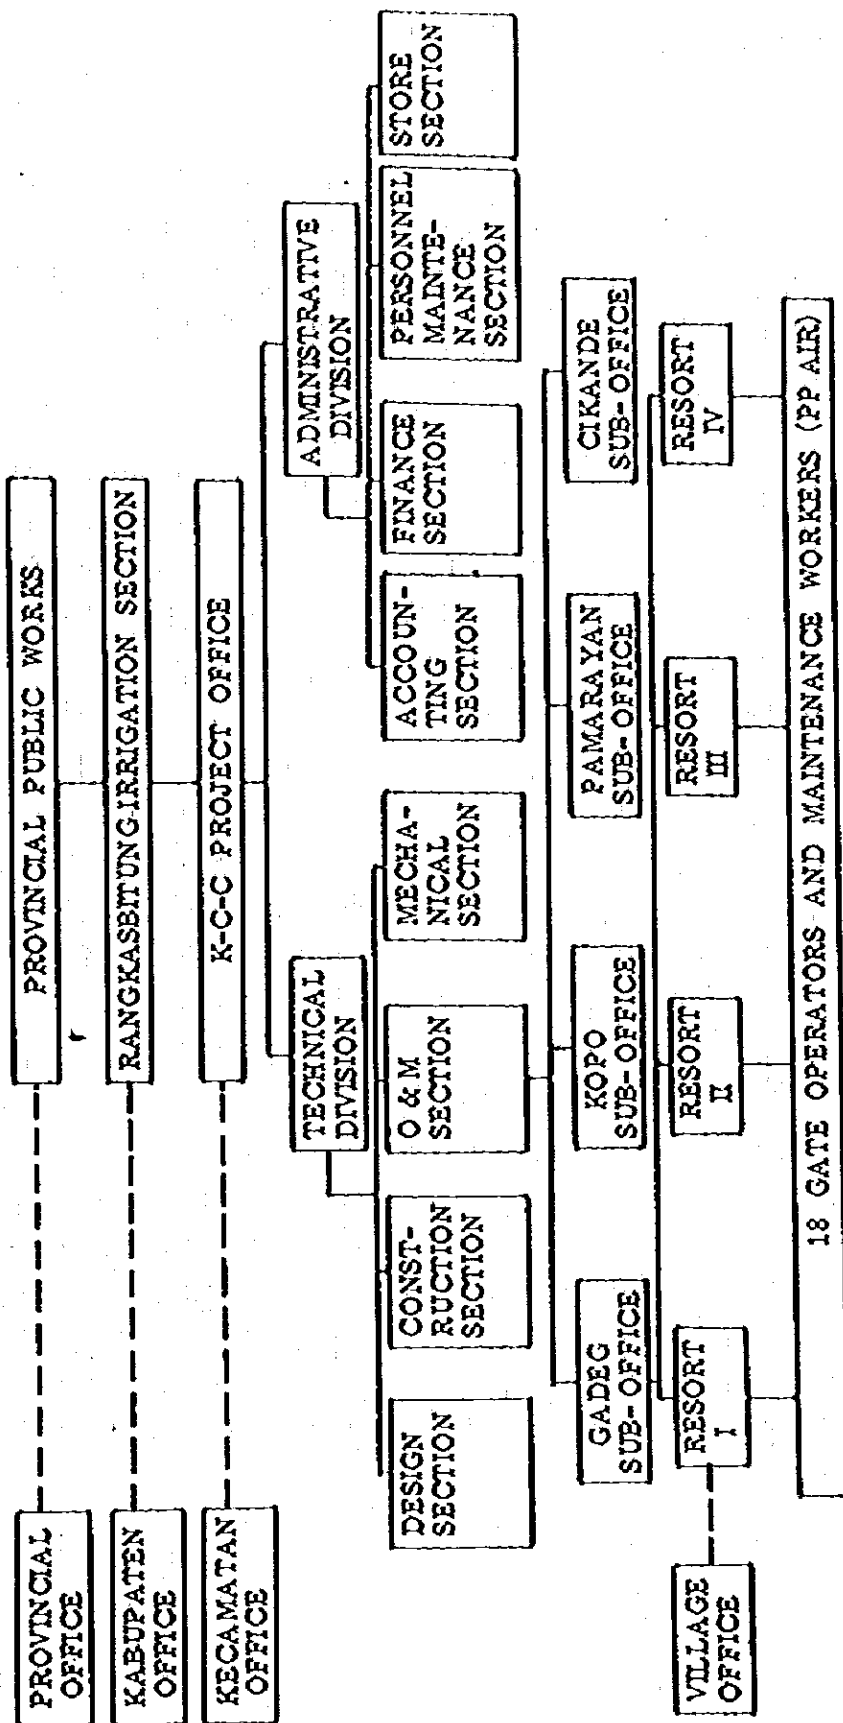 PROVINCIAL
OFFICE
PROVINCIAL PUBLIC WORKS
KABUPATEN
OFFICE
RANGKASBITUNG IRRIGATION SECTION
KECAMATAN
OFFICE
K-C-C PROJECT OFFICE
TECHNICAL
DIVISION
ADMINISTRATIVE
DIVISION
DESIGN
SECTION
CONST-
RUCTION
SECTION
O & M
SECTION
MECHA-
NICAL
SECTION
ACCOUN-
TING
SECTION
FINANCE
SECTION
PERSONNEL
MAINTE-
NANCE
SECTION
STORE
SECTION
GADEG
SUB-OFFICE
KOPO
SUB-OFFICE
PAMARAYAN
SUB-OFFICE
CIKANDE
SUB-OFFICE
VILLAGE
OFFICE
RESORT
I
RESORT
II
RESORT
III
RESORT
IV
18 GATE OPERATORS AND MAINTENANCE WORKERS (PP AIR)